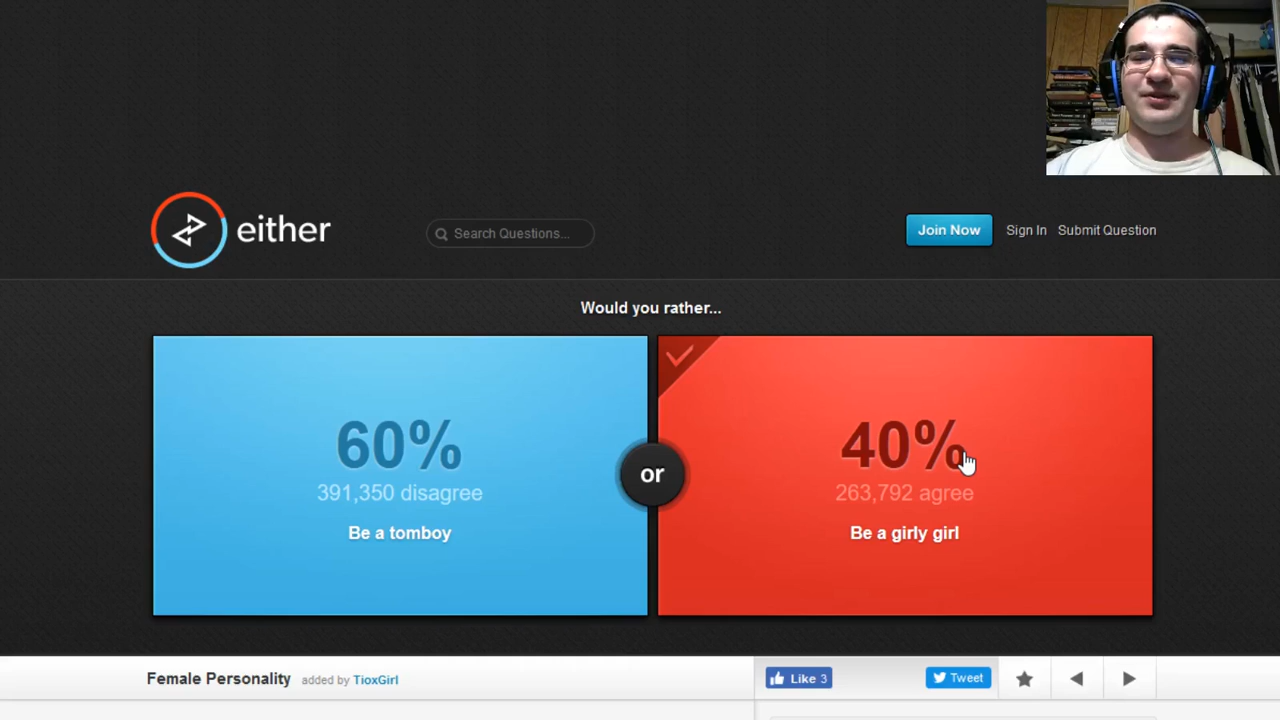 either
Search Questions...
Join Now
Sign In
Submit Question
Would you rather...
60%
391,350 disagree
Be a tomboy
or
40%
263,792 agree
Be a girly girl
Female Personality added by TioxGirl
Like 3
Tweet